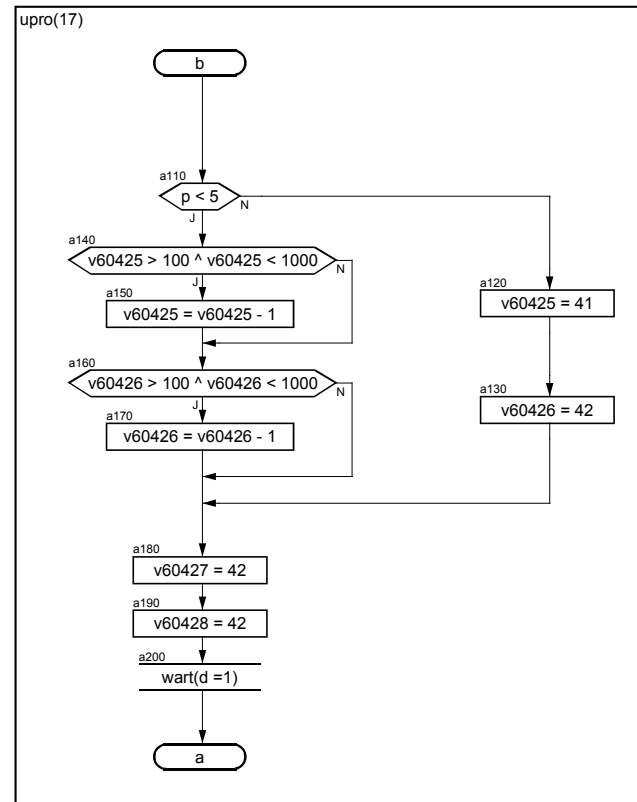 upro(17)
b
a110
p < 5
N
J
a140
v60425 > 100 ^ v60425 < 1000
N
J
a150
v60425 = v60425 - 1
a120
v60425 = 41
a160
v60426 > 100 ^ v60426 < 1000
N
J
a170
v60426 = v60426 - 1
a130
v60426 = 42
a180
v60427 = 42
a190
v60428 = 42
a200
wart(d =1)
a